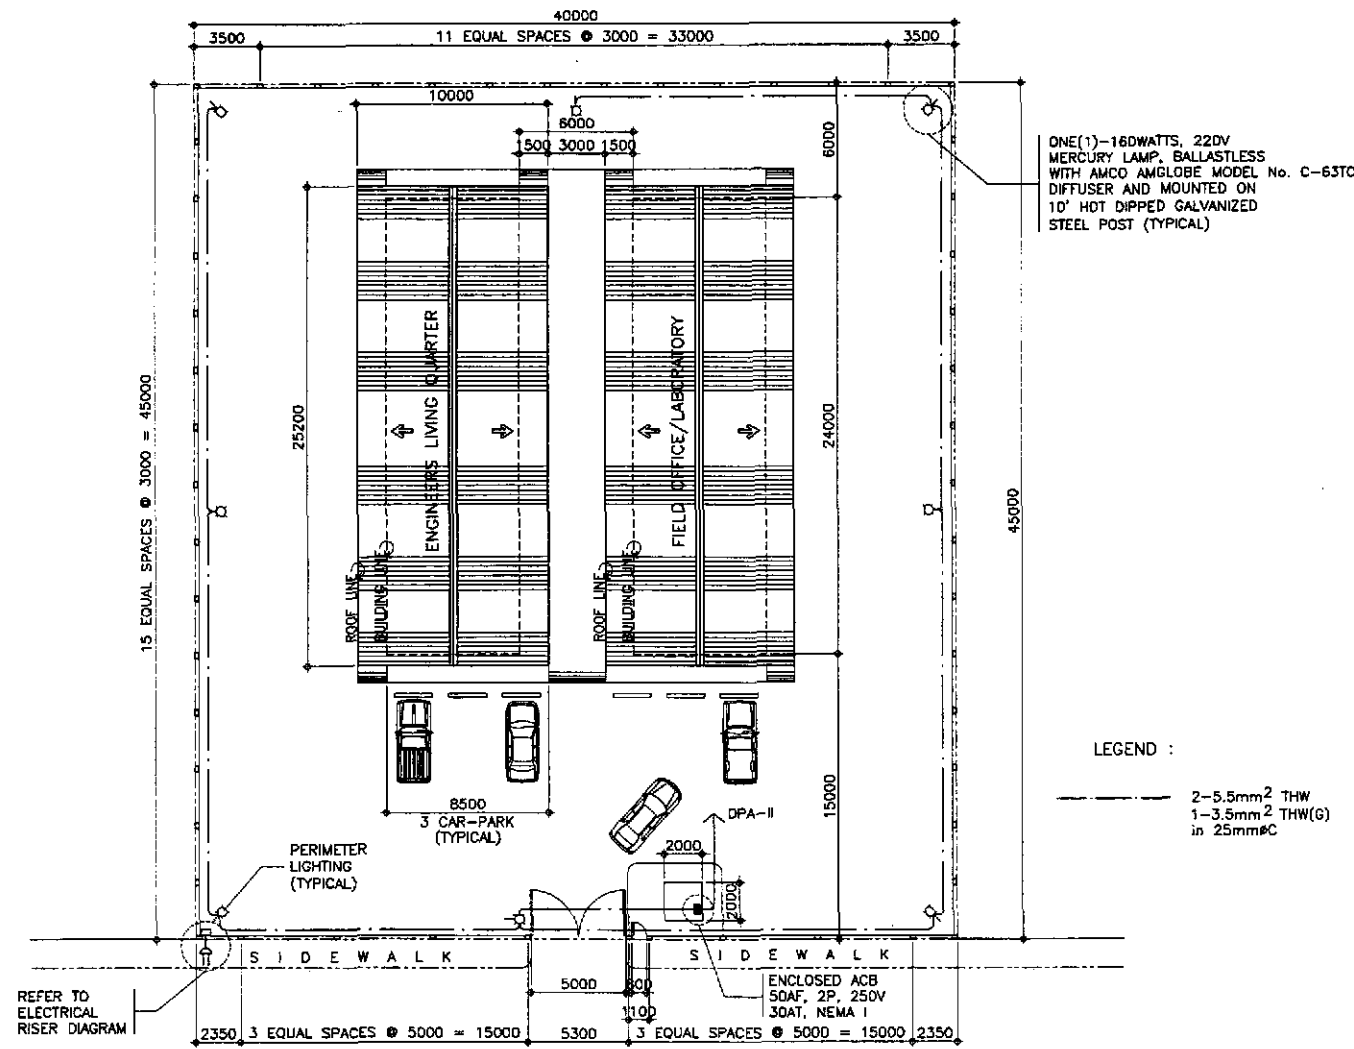 40000
3500
11 EQUAL SPACES @ 3000 = 33000
3500
10000
6000
1500 3000 1500
6000
ONE(1)-160WATTS, 220V
MERCURY LAMP, BALLASTLESS
WITH AMCO AMGLOBE MODEL No. C-63TC
DIFFUSER AND MOUNTED ON
10' HOT DIPPED GALVANIZED
STEEL POST (TYPICAL)
15 EQUAL SPACES @ 3000 = 45000
25200
ENGINEERS LIVING QUARTER
FIELD OFFICE/LABORATORY
24000
45000
ROOF LINE
BUILDING LINE
ROOF LINE
BUILDING LINE
LEGEND :
2-5.5mm² THW
1-3.5mm² THW(G)
in 25mmøC
8500
3 CAR-PARK
(TYPICAL)
15000
DPA-II
2000
2000
PERIMETER
LIGHTING
(TYPICAL)
SIDEWALK
SIDEWALK
REFER TO
ELECTRICAL
RISER DIAGRAM
5000
1100
ENCLOSED ACB
50AF, 2P, 250V
30AT, NEMA I
2350
3 EQUAL SPACES @ 5000 = 15000
5300
3 EQUAL SPACES @ 5000 = 15000
2350